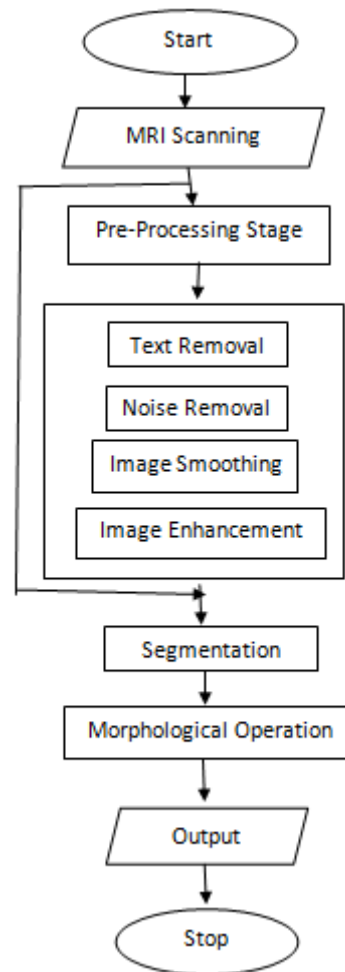 Start
MRI Scanning
Pre-Processing Stage
Text Removal
Noise Removal
Image Smoothing
Image Enhancement
Segmentation
Morphological Operation
Output
Stop